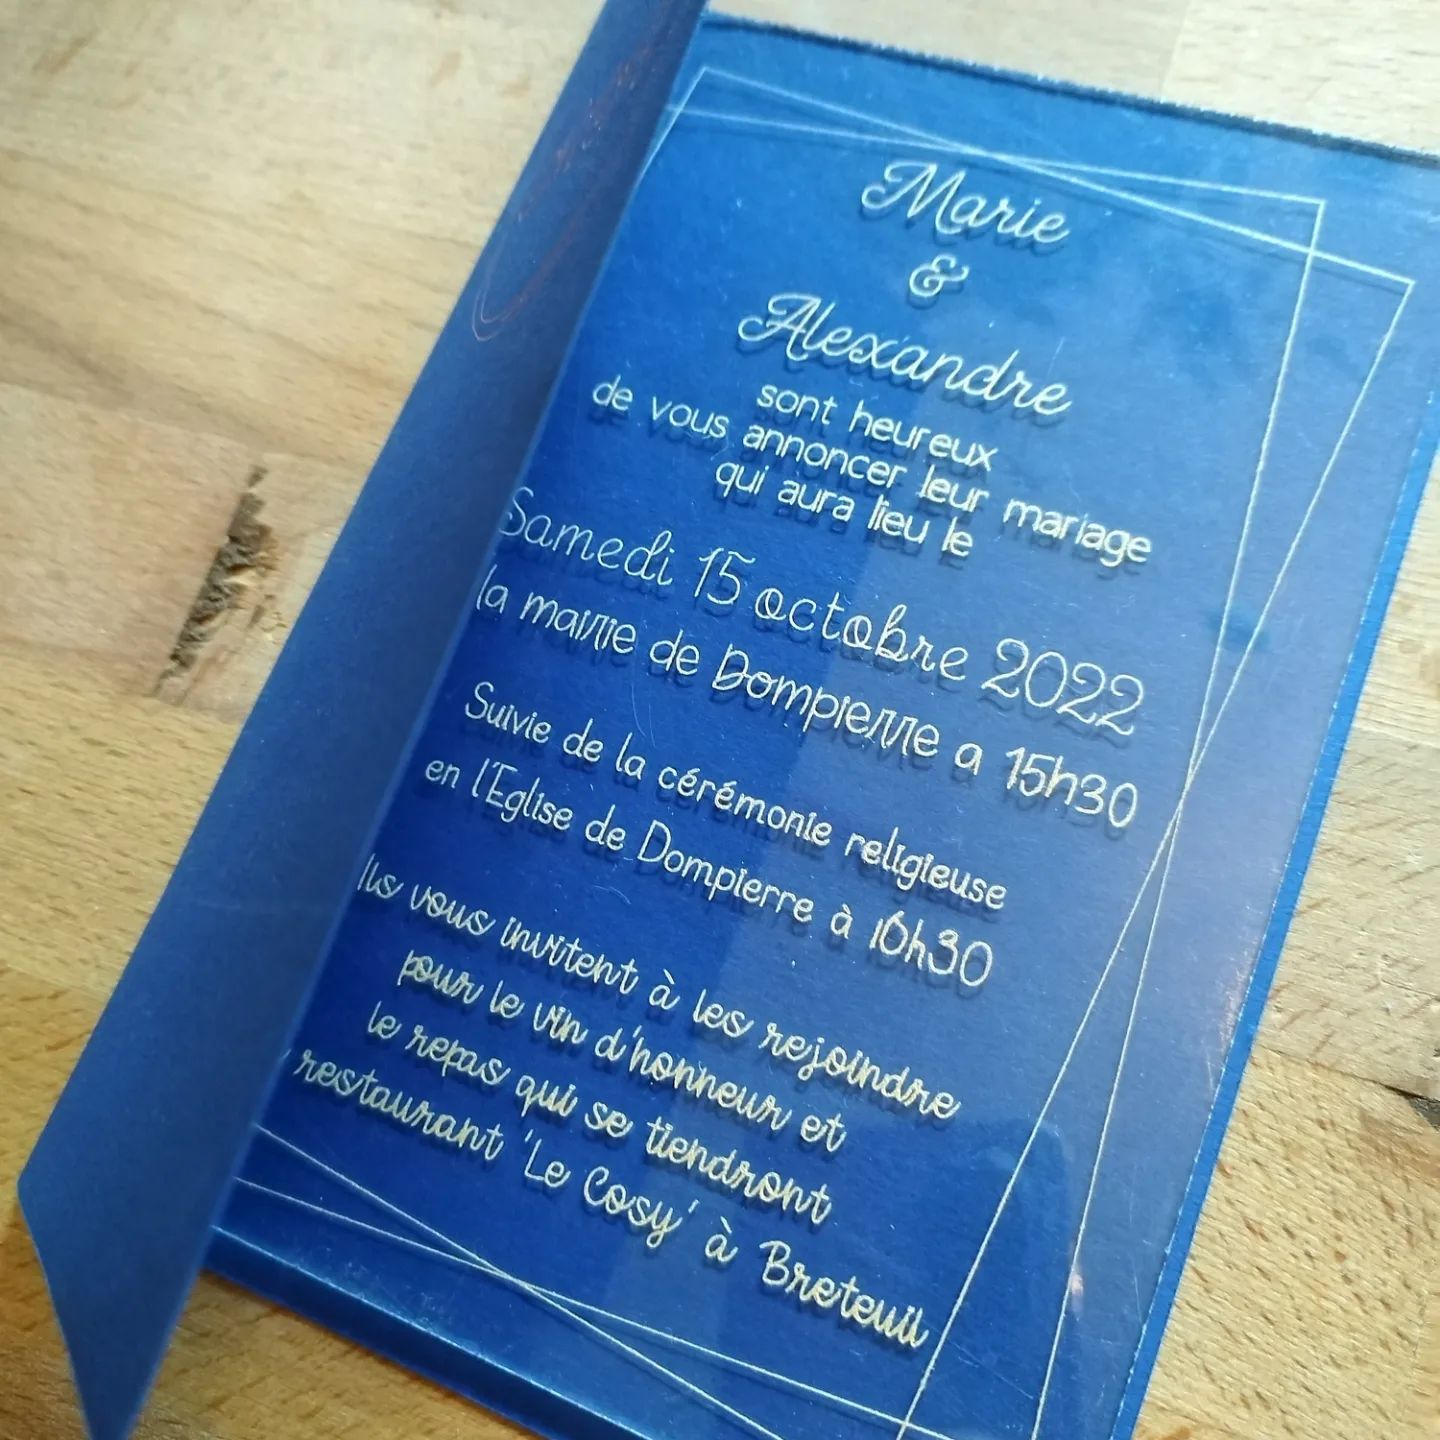 Marie
&
Alexandre
sont heureux
de vous annoncer leur mariage
qui aura lieu le
Samedi 15 octobre 2022
la mairie de Dompierre a 15h30
Suivie de la cérémonie religieuse
en l'Eglise de Dompierre à 16h30
Ils vous invitent à les rejoindre
pour le vin d'honneur et
le repas qui se tiendront
restaurant 'Le Cosy' à Breteuil